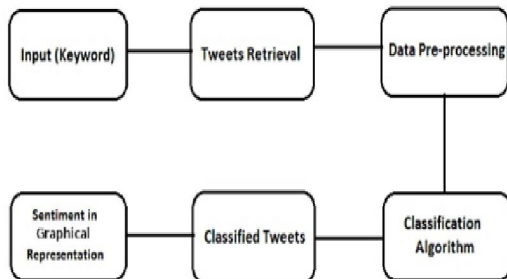 Input (Keyword)
Tweets Retrieval
Data Pre-processing
Sentiment in
Graphical
Representation
Classified Tweets
Classification
Algorithm